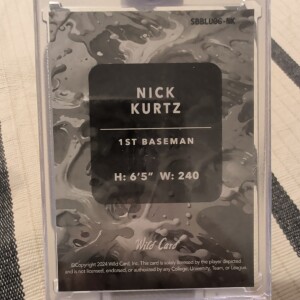 SBBLU06-NK
NICK
KURTZ
1ST BASEMAN
H: 6'5" W: 240
Wild Card
©Copyright 2024 Wild Card, Inc. This card is solely licensed by the player depicted
and is not licensed, endorsed, or authorized by any College, University, Team, or League.